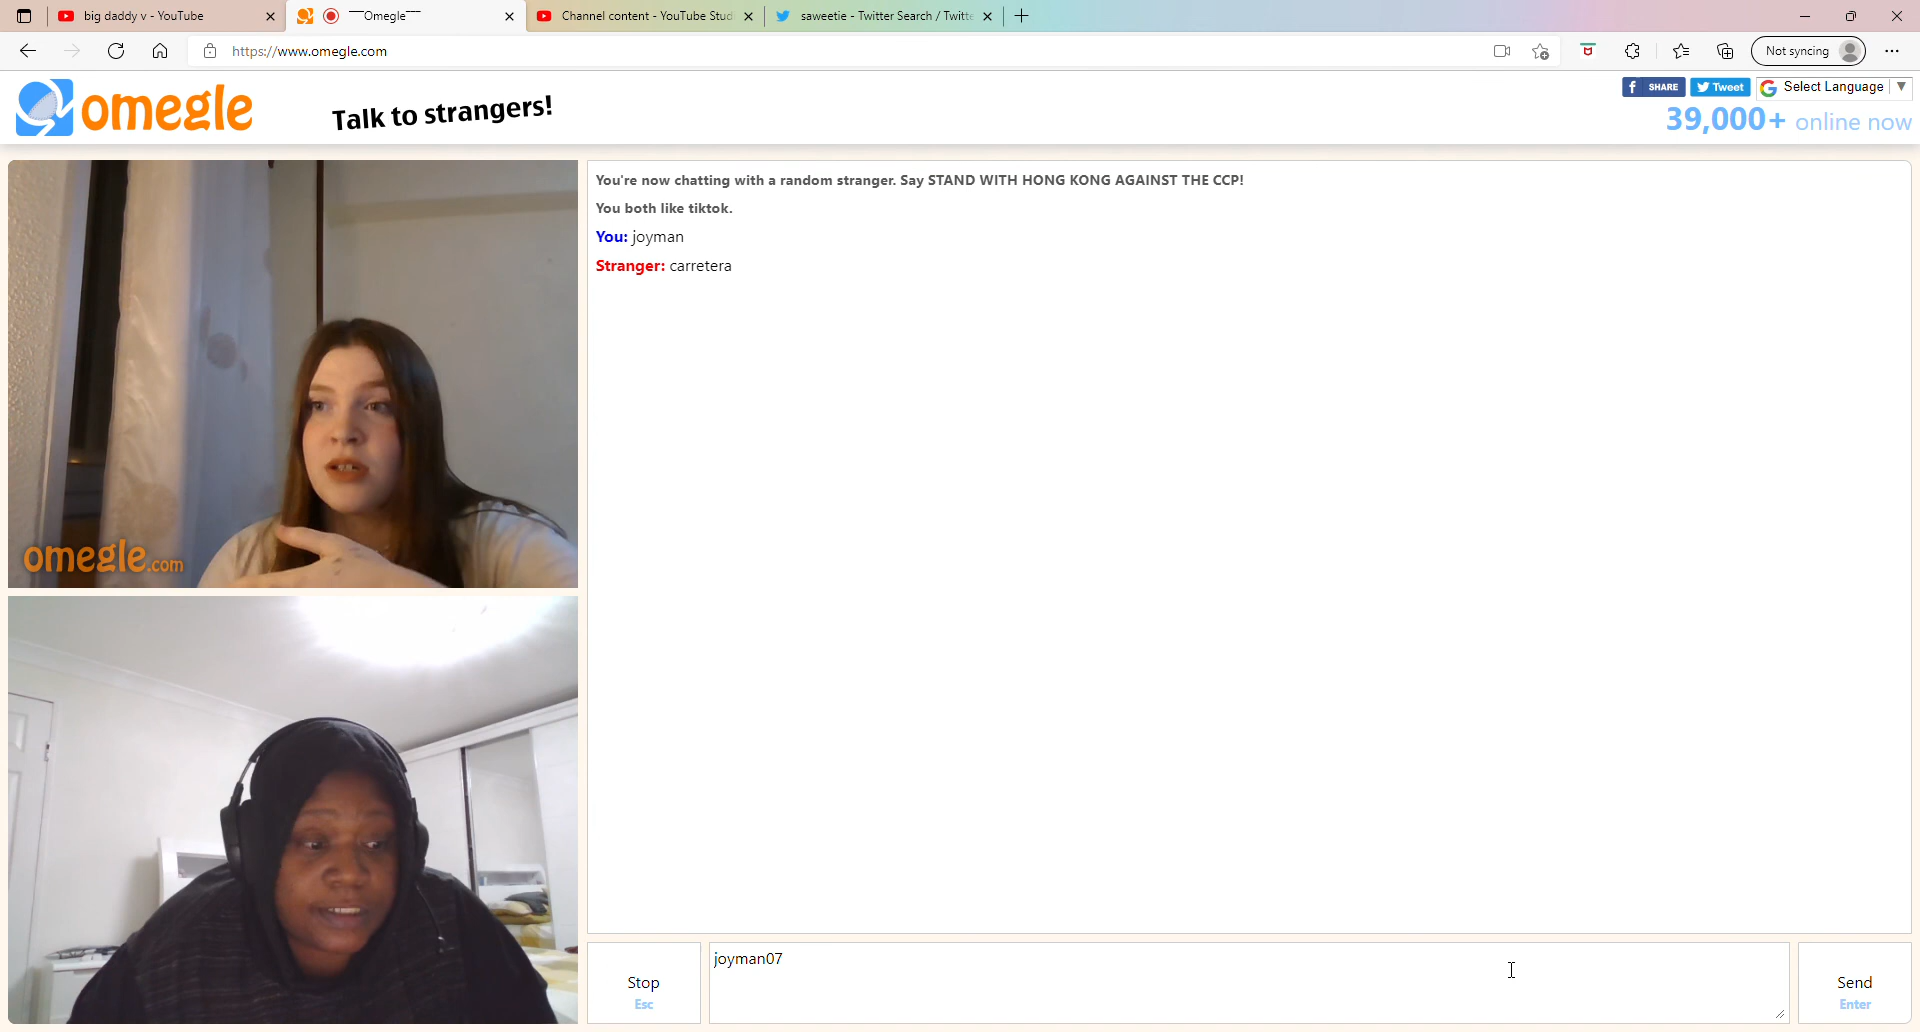 big daddy v - YouTube
Omegle
Channel content - YouTube Stud
saweetie - Twitter Search / Twitte
https://www.omegle.com
Not syncing
omegle
Talk to strangers!
SHARE
Tweet
Select Language
39,000+ online now
You're now chatting with a random stranger. Say STAND WITH HONG KONG AGAINST THE CCP!
You both like tiktok.
You: joyman
Stranger: carretera
omegle.com
Stop
Esc
joyman07
Send
Enter